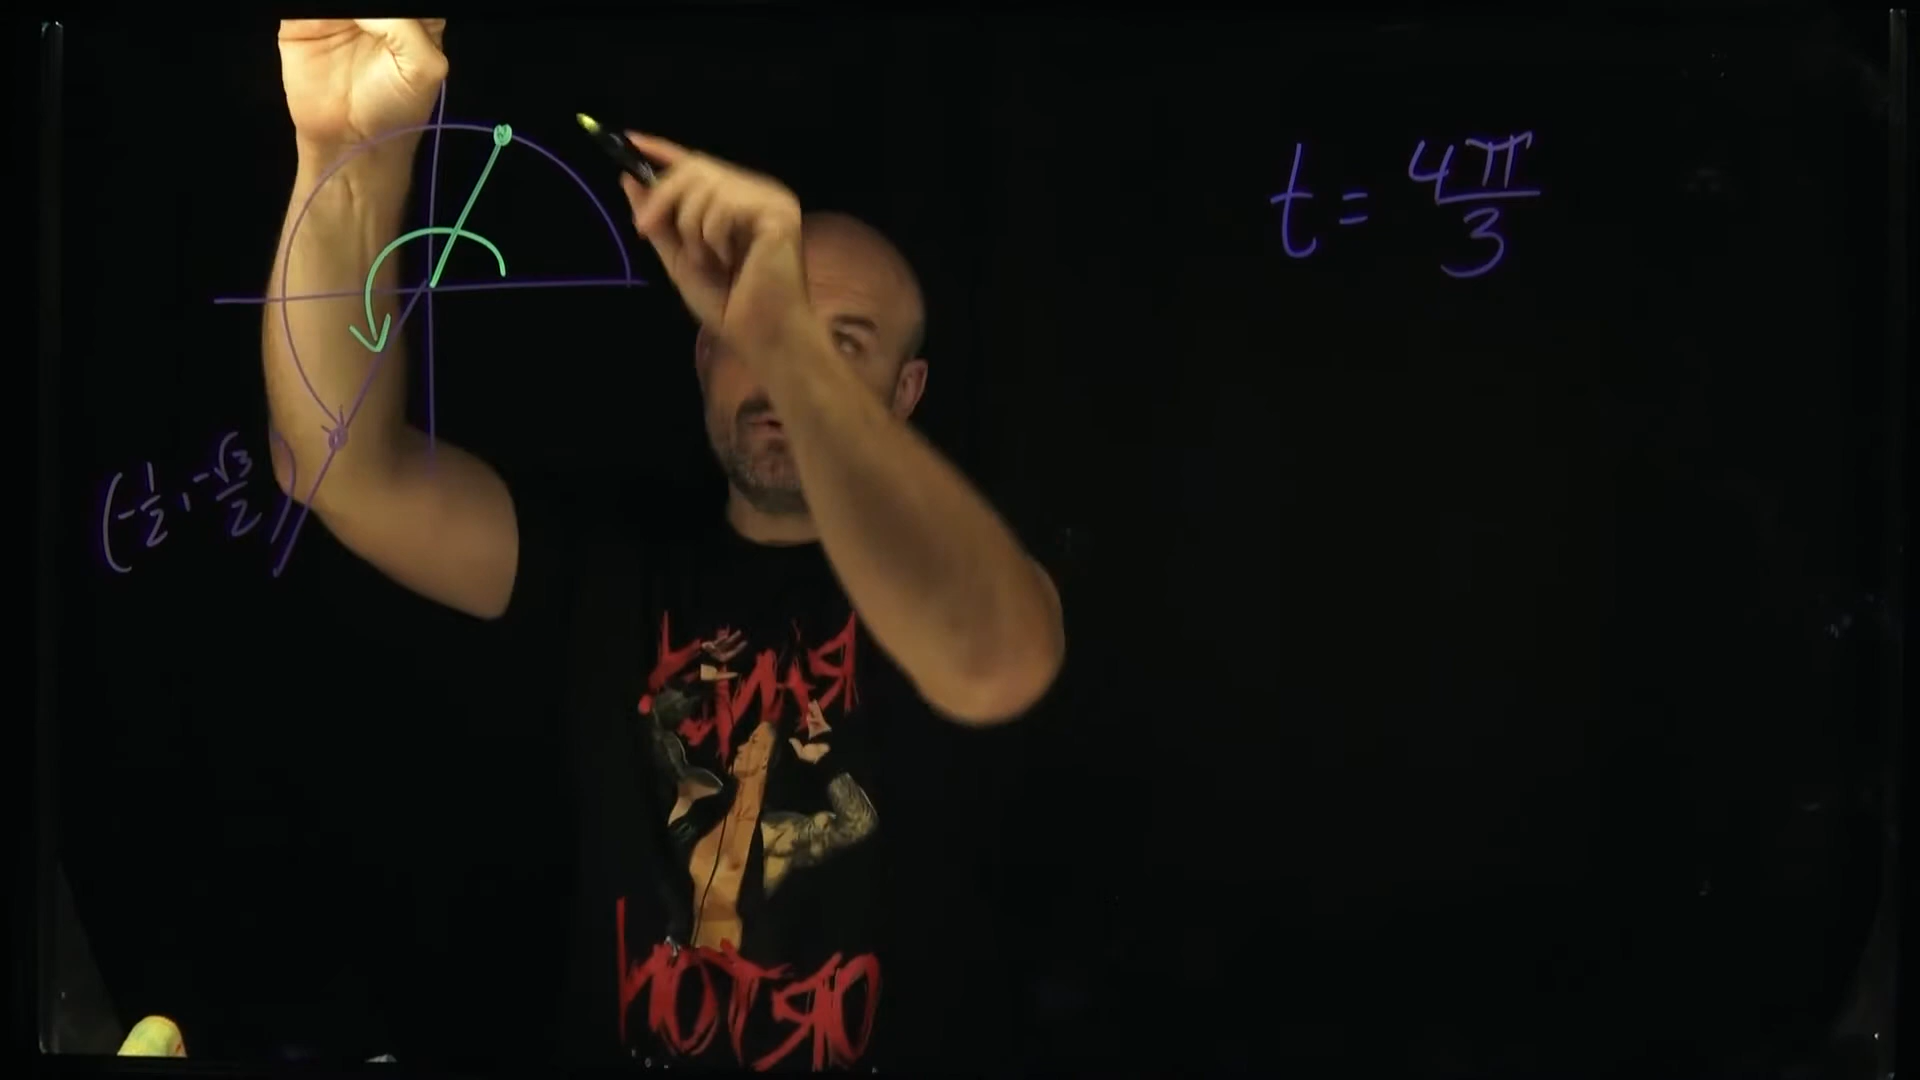 t = 4π/3
(-1/2, -√3/2)